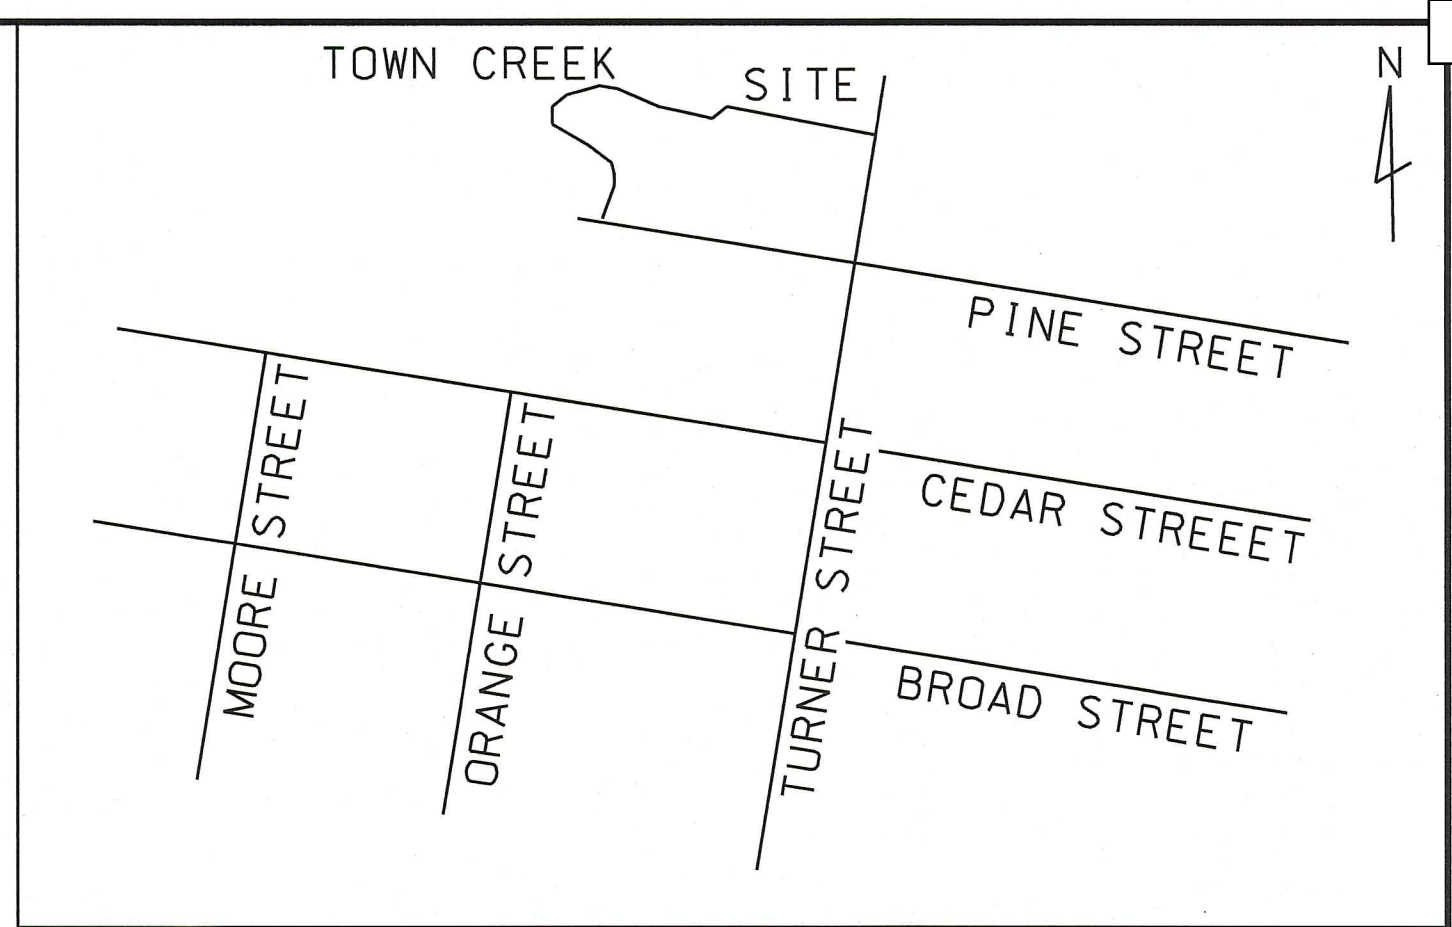 TOWN CREEK
SITE
N
PINE STREET
MOORE STREET
ORANGE STREET
TURNER STREET
CEDAR STREEET
BROAD STREET